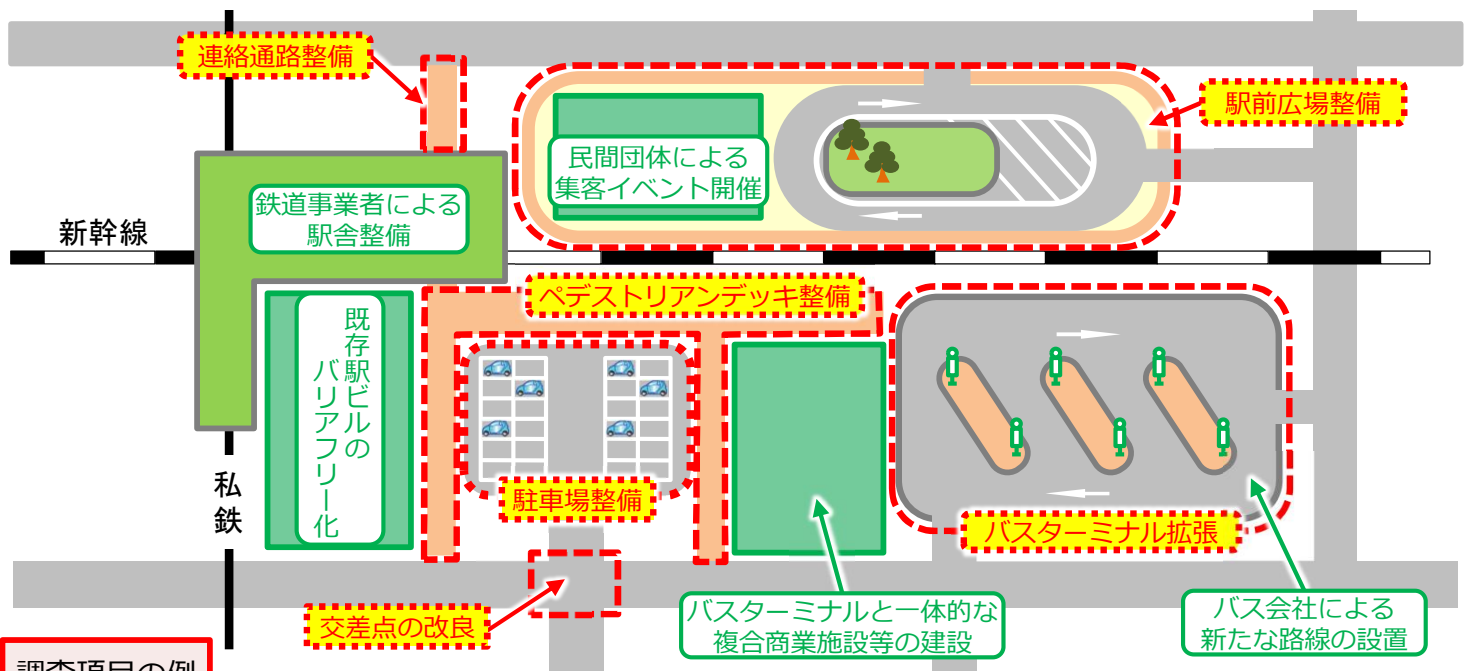 連絡通路整備
駅前広場整備
民間団体による
集客イベント開催
鉄道事業者による
駅舎整備
新幹線
ペデストリアンデッキ整備
既存駅ビルの
バリアフリー化
私鉄
駐車場整備
バスターミナル拡張
交差点の改良
バスターミナルと一体的な
複合商業施設等の建設
バス会社による
新たな路線の設置
調査項目の例